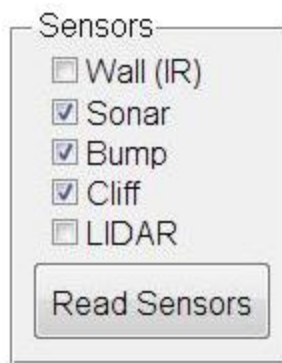 Sensors
Wall (IR)
Sonar
Bump
Cliff
LIDAR
Read Sensors